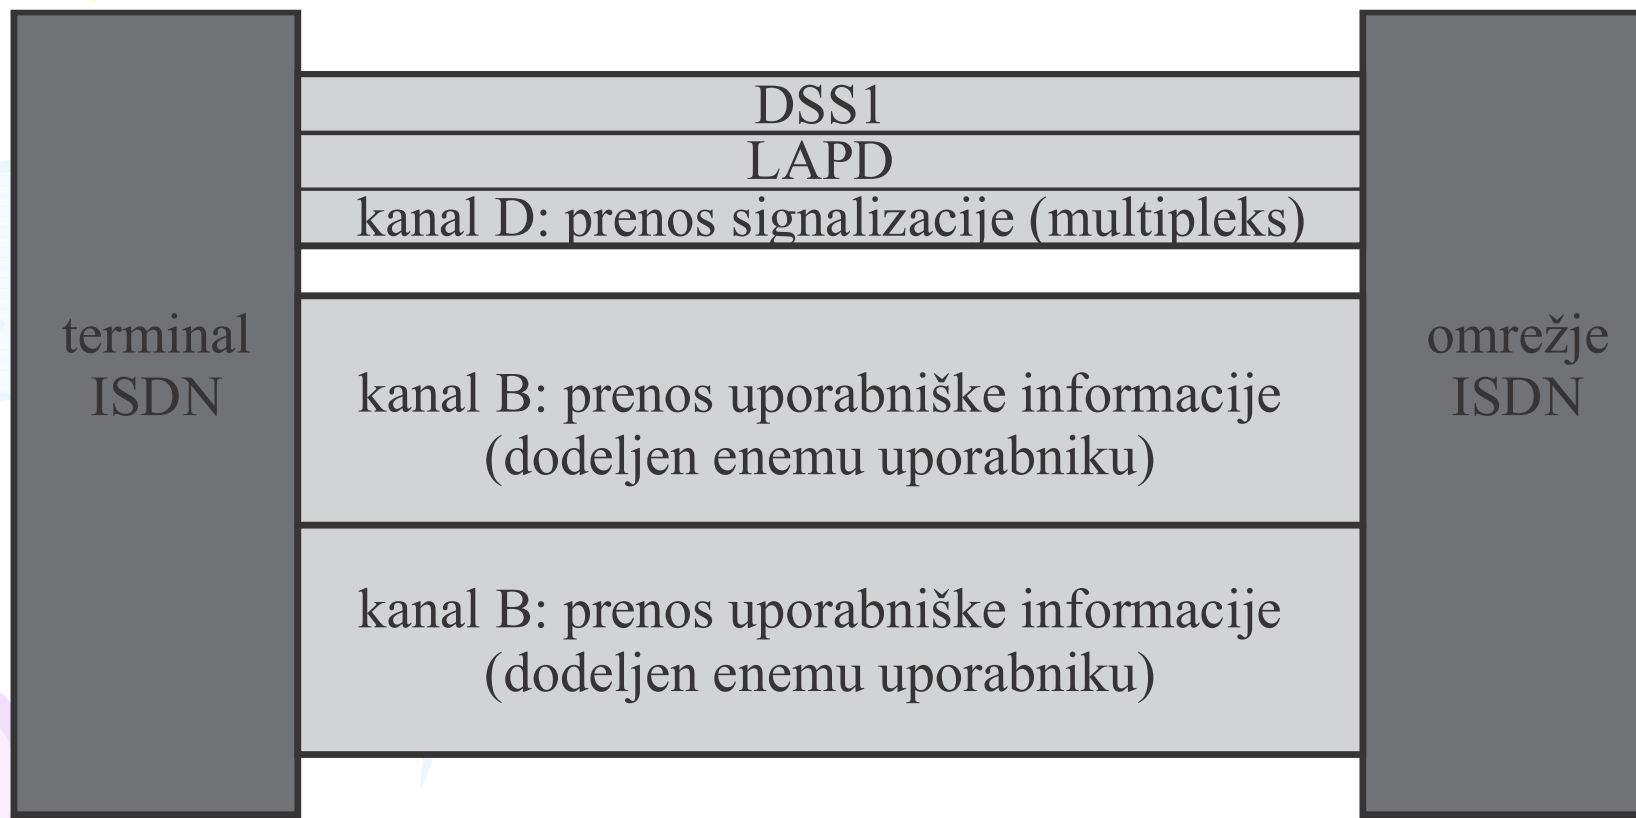 DSS1
LAPD
kanal D: prenos signalizacije (multipleks)
terminal
ISDN
kanal B: prenos uporabniške informacije
(dodeljen enemu uporabniku)
kanal B: prenos uporabniške informacije
(dodeljen enemu uporabniku)
omrežje
ISDN